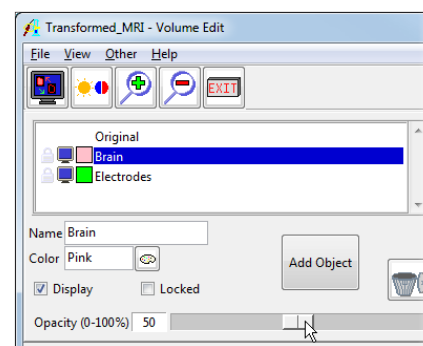 Transformed_MRI - Volume Edit
File View Other Help
EXIT
Original
Brain
Electrodes
Name Brain
Color Pink
Add Object
Display Locked
Opacity (0-100%) 50